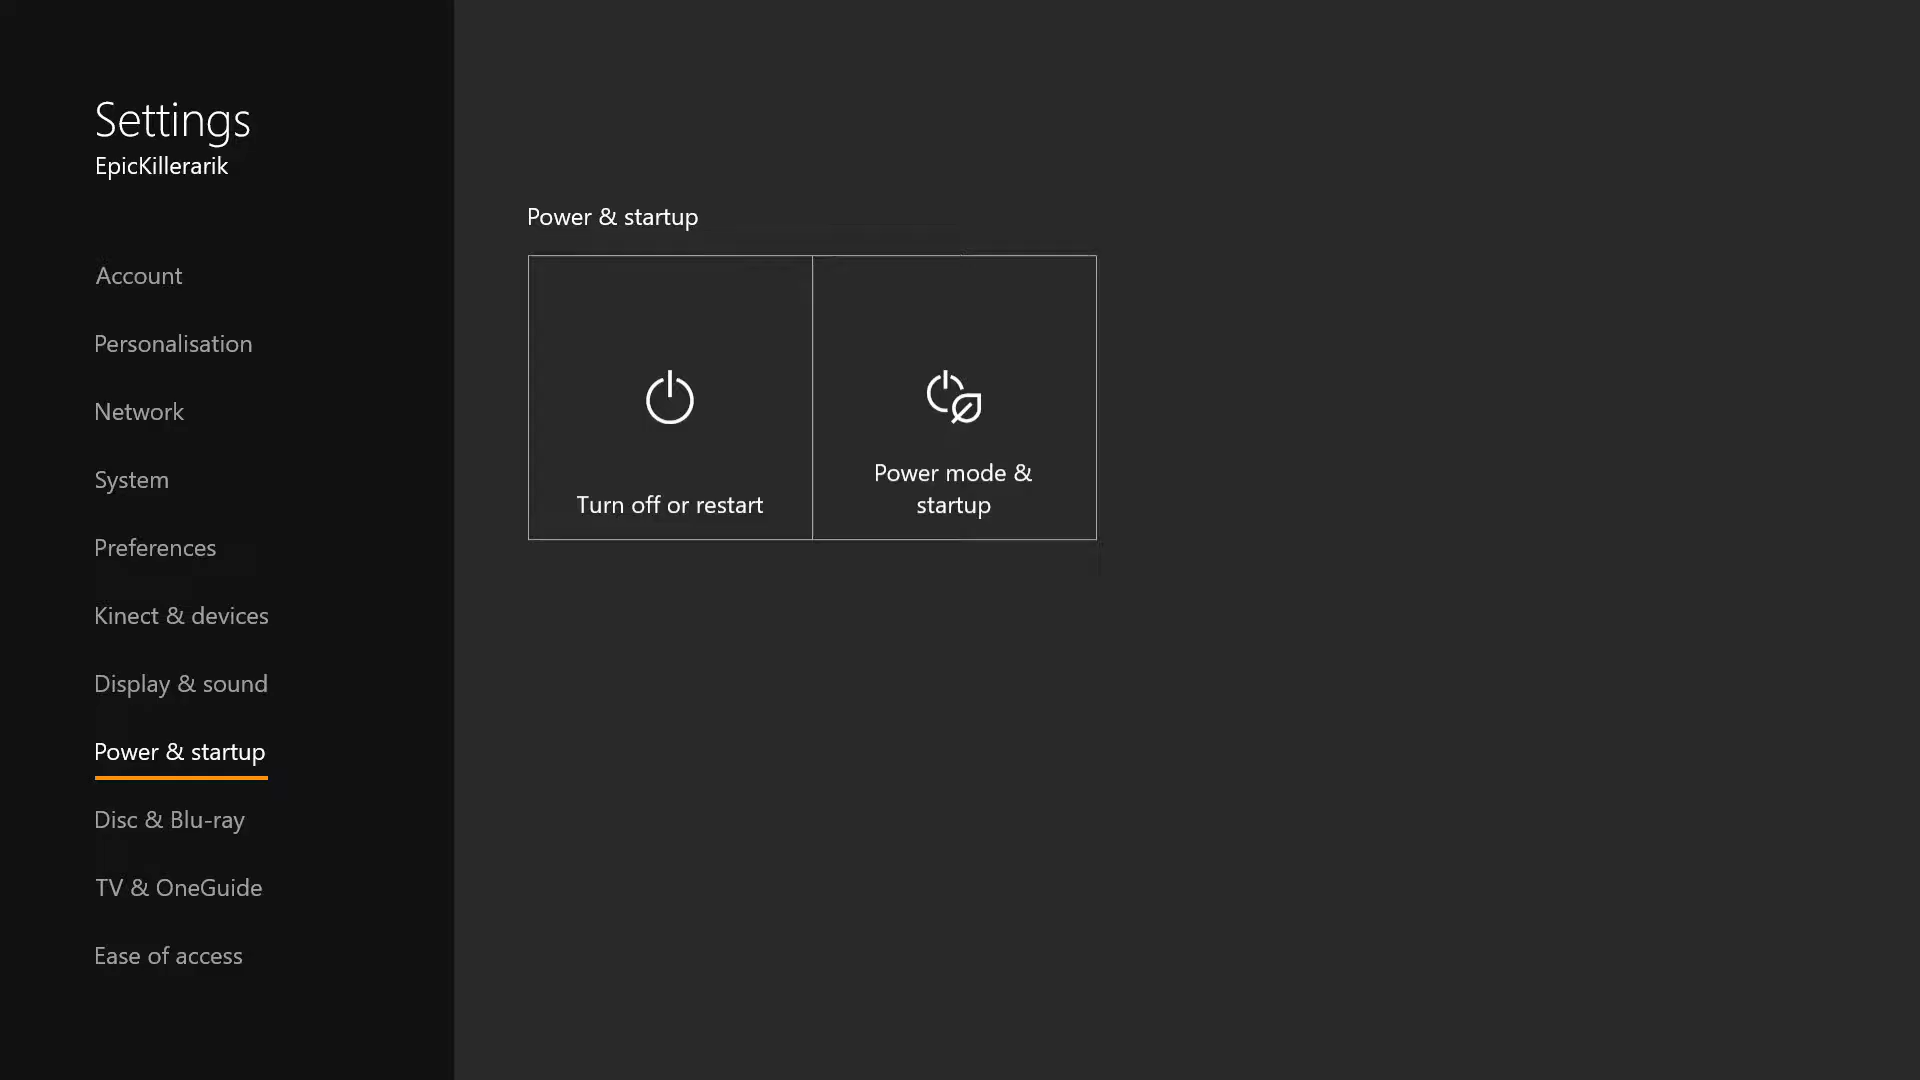 Settings
EpicKillerarik
Account
Personalisation
Network
System
Preferences
Kinect & devices
Display & sound
Power & startup
Disc & Blu-ray
TV & OneGuide
Ease of access
Power & startup
Turn off or restart
Power mode &
startup